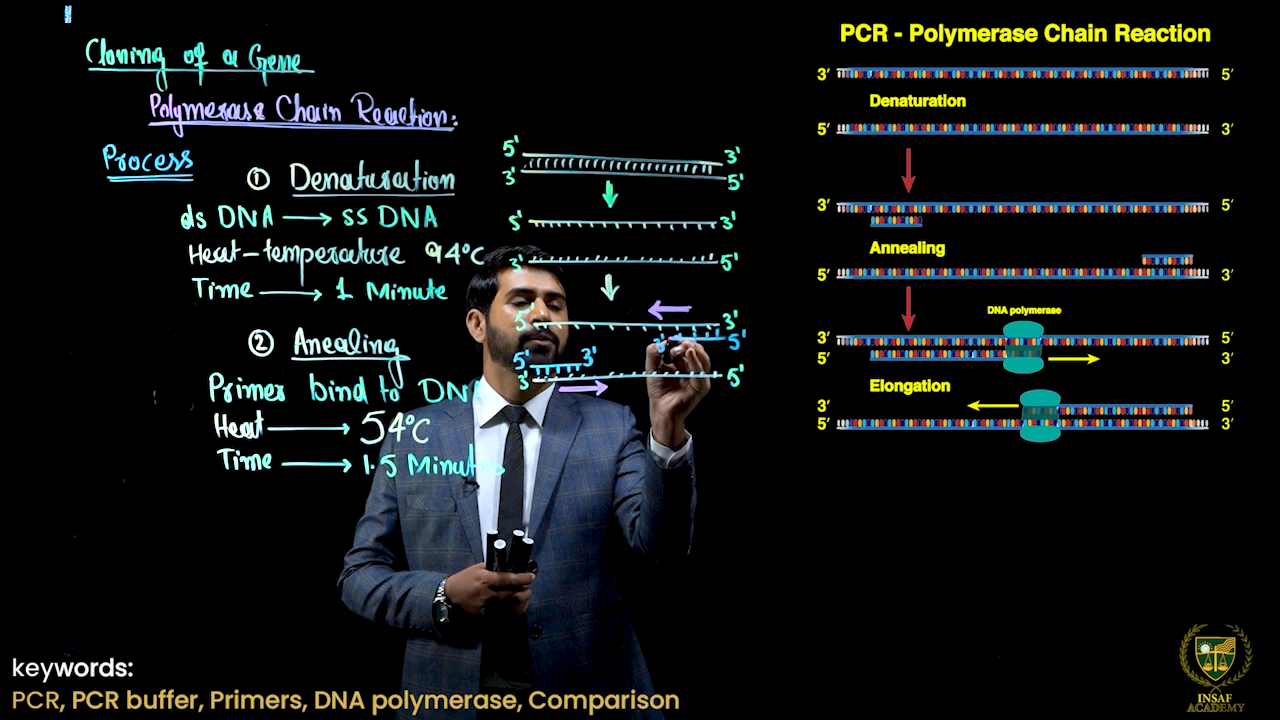 Cloning of a Gene
Polymerase Chain Reaction:
Process
① Denaturation
ds DNA → ss DNA
Heat-temperature 94°C
Time → 1 Minute
② Anealing
Primer bind to DN
Heat → 54°C
Time → 1.5 Minutes
5' 3'
3' 5'
5' 3'
3' 5'
5' 3'
3' 5'
5' 3'
3' 5'
PCR - Polymerase Chain Reaction
3' 5'
Denaturation
5' 3'
3' 5'
Annealing
5' 3'
DNA polymerase
3' 5'
5' 3'
Elongation
3' 5'
5' 3'
keywords:
PCR, PCR buffer, Primers, DNA polymerase, Comparison
INSAF
ACADEMY